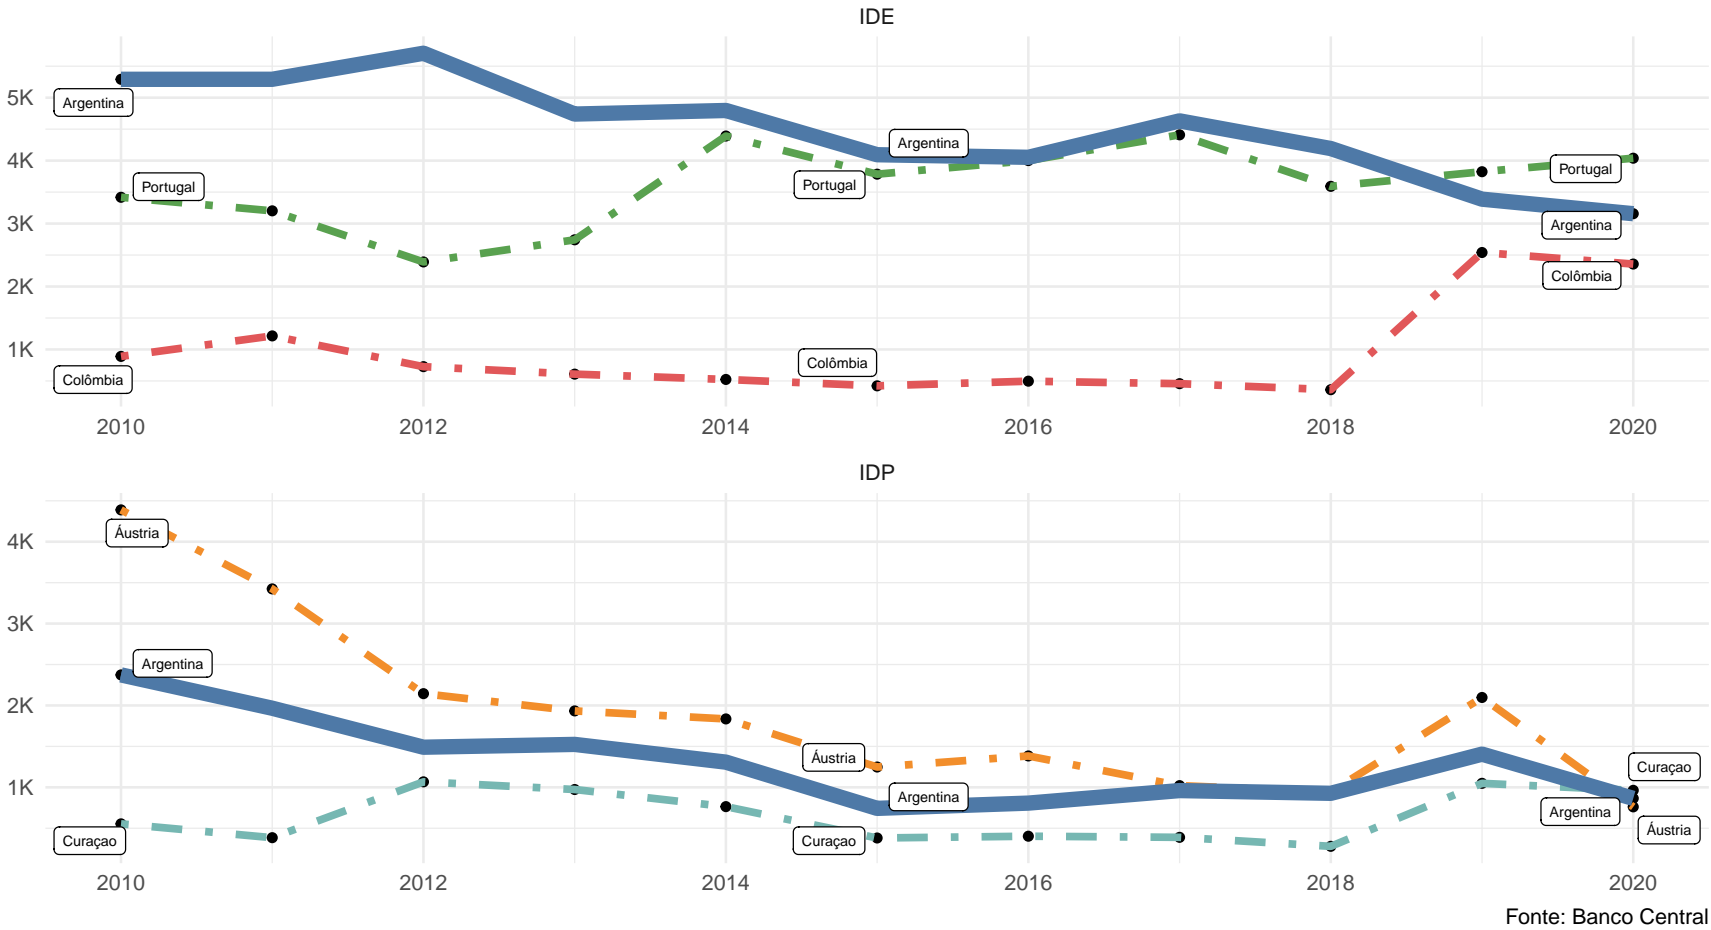 IDE
5K
4K
3K
2K
1K
Argentina
Portugal
Colômbia
Argentina
Portugal
Colômbia
Portugal
Argentina
Colômbia
2010 2012 2014 2016 2018 2020
IDP
4K
3K
2K
1K
Áustria
Argentina
Curaçao
Áustria
Argentina
Curaçao
Curaçao
Argentina
Áustria
2010 2012 2014 2016 2018 2020
Fonte: Banco Central